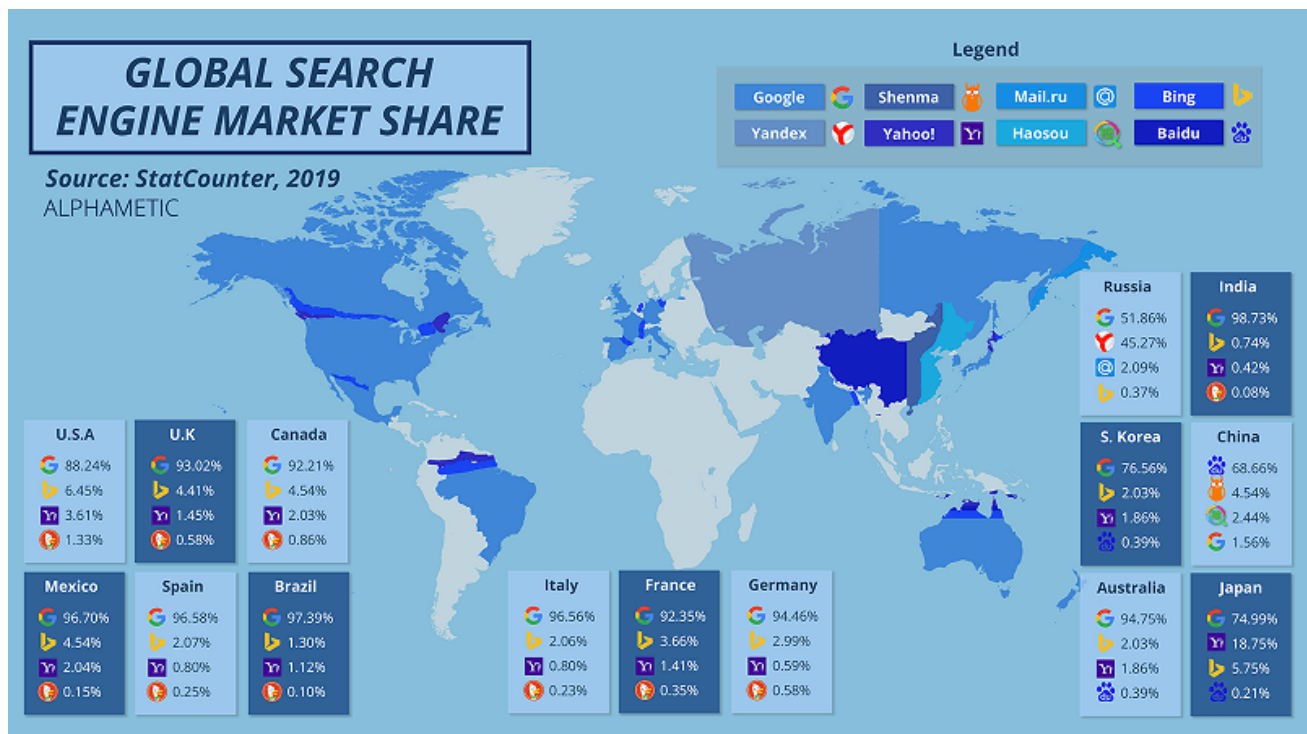 GLOBAL SEARCH
ENGINE MARKET SHARE
Source: StatCounter, 2019
ALPHAMETIC
Legend
Google Shenma Mail.ru Bing
Yandex Yahoo! Haosou Baidu
Russia
51.86%
45.27%
2.09%
0.37%
India
98.73%
0.74%
0.42%
0.08%
U.S.A
88.24%
6.45%
3.61%
1.33%
U.K
93.02%
4.41%
1.45%
0.58%
Canada
92.21%
4.54%
2.03%
0.86%
S. Korea
76.56%
2.03%
1.86%
0.39%
China
68.66%
4.54%
2.44%
1.56%
Mexico
96.70%
4.54%
2.04%
0.15%
Spain
96.58%
2.07%
0.80%
0.25%
Brazil
97.39%
1.30%
1.12%
0.10%
Italy
96.56%
2.06%
0.80%
0.23%
France
92.35%
3.66%
1.41%
0.35%
Germany
94.46%
2.99%
0.59%
0.58%
Australia
94.75%
2.03%
1.86%
0.39%
Japan
74.99%
18.75%
5.75%
0.21%